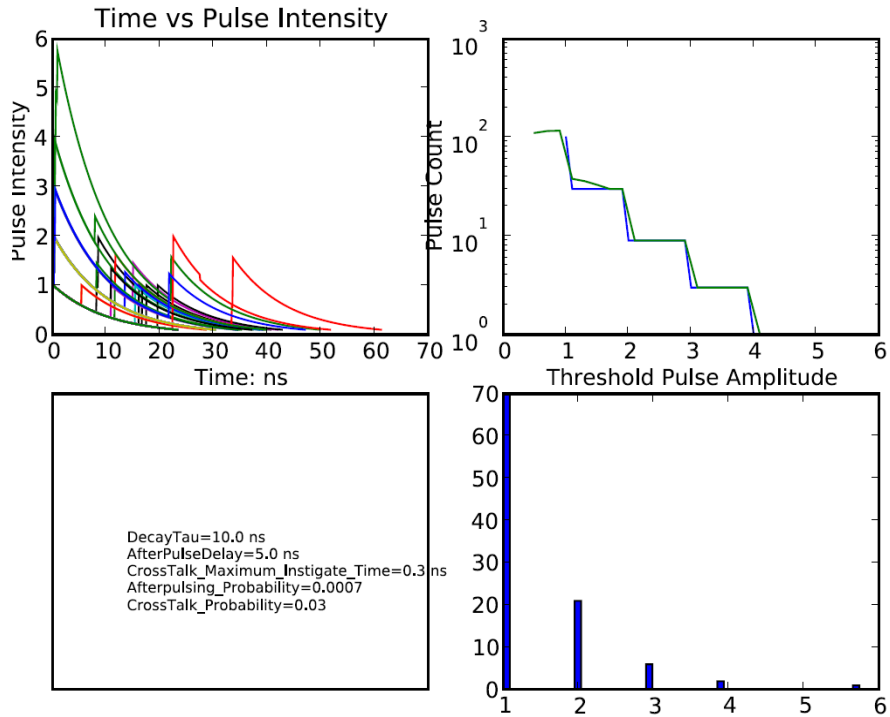 Time vs Pulse Intensity
Pulse Intensity
6
5
4
3
2
1
0
0 10 20 30 40 50 60 70
Time: ns
Pulse Count
10^3
10^2
10^1
10^0
0 1 2 3 4 5 6
Threshold Pulse Amplitude
DecayTau=10.0 ns
AfterPulseDelay=5.0 ns
CrossTalk_Maximum_Instigate_Time=0.3 ns
Afterpulsing_Probability=0.0007
CrossTalk_Probability=0.03
70
60
50
40
30
20
10
0
1 2 3 4 5 6